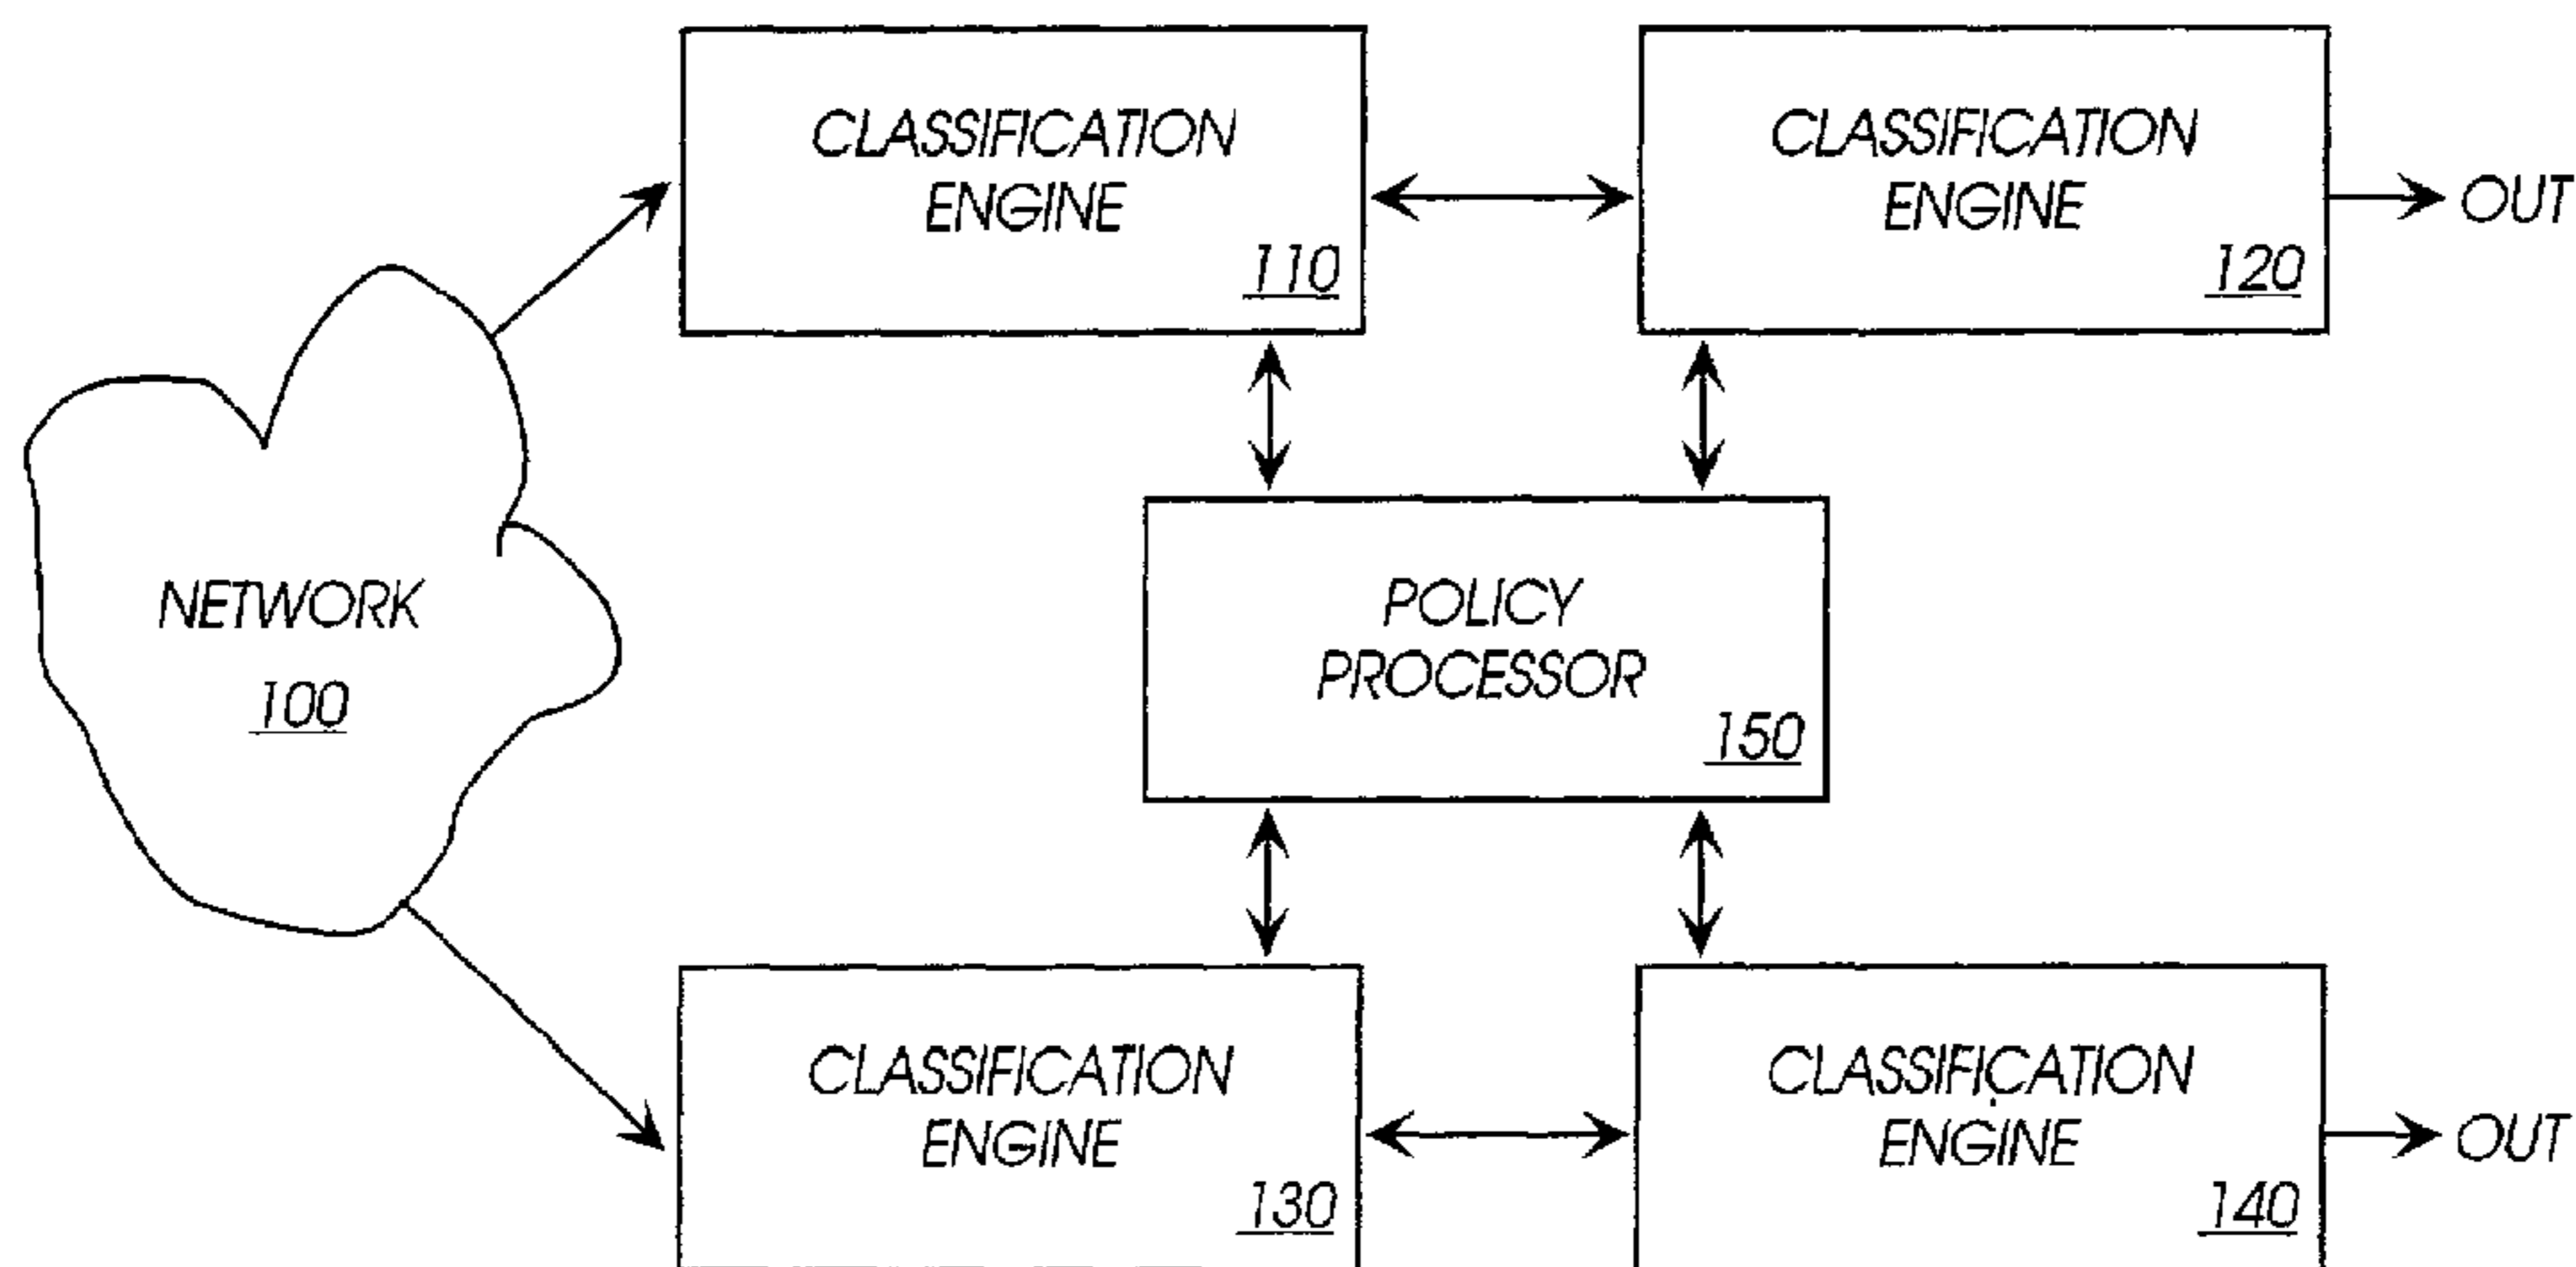 CLASSIFICATION
ENGINE
110
CLASSIFICATION
ENGINE
120
OUT
NETWORK
100
POLICY
PROCESSOR
150
CLASSIFICATION
ENGINE
130
CLASSIFICATION
ENGINE
140
OUT